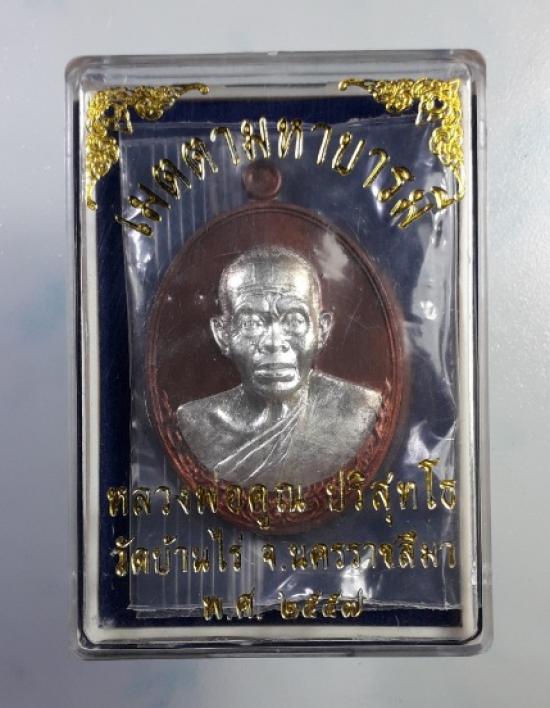 เมตตามหาบารมี
หลวงพ่อคูณ ปริสุทโธ
วัดบ้านไร่ จ.นครราชสีมา
พ.ศ. ๒๕๕๗